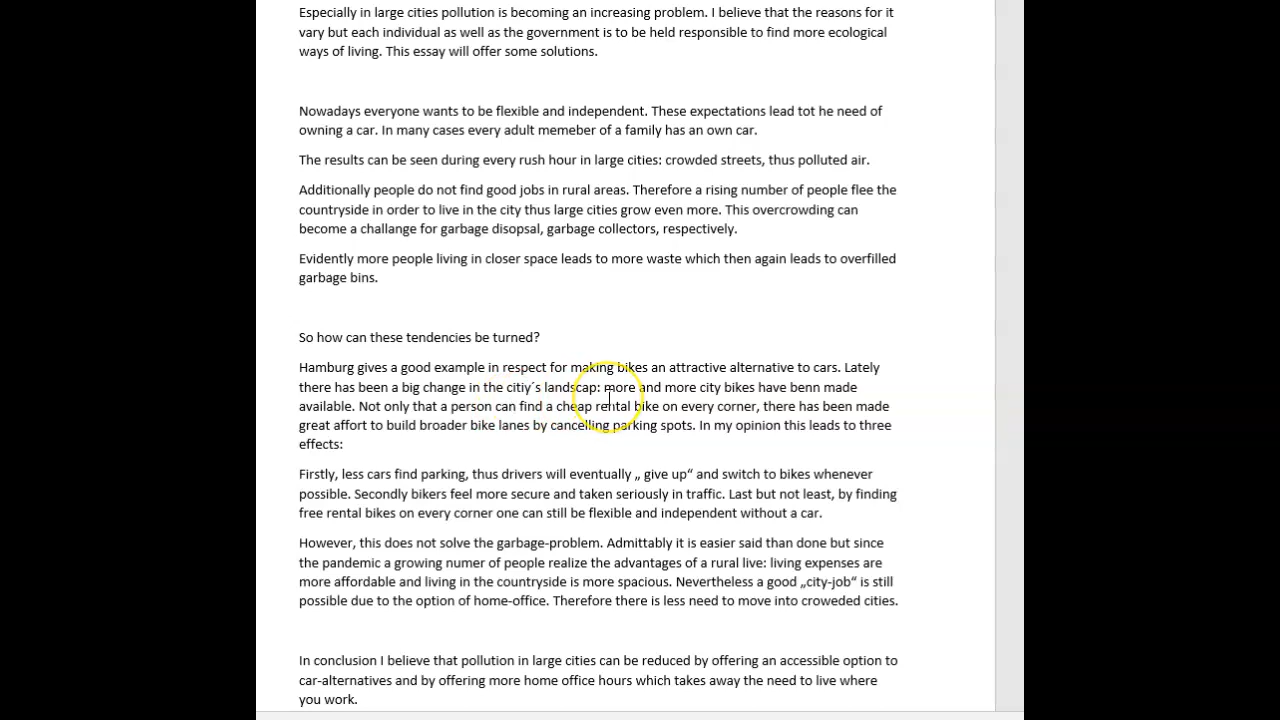 Especially in large cities pollution is becoming an increasing problem. I believe that the reasons for it
vary but each individual as well as the government is to be held responsible to find more ecological
ways of living. This essay will offer some solutions.
Nowadays everyone wants to be flexible and independent. These expectations lead tot he need of
owning a car. In many cases every adult memeber of a family has an own car.
The results can be seen during every rush hour in large cities: crowded streets, thus polluted air.
Additionally people do not find good jobs in rural areas. Therefore a rising number of people flee the
countryside in order to live in the city thus large cities grow even more. This overcrowding can
become a challange for garbage disopsal, garbage collectors, respectively.
Evidently more people living in closer space leads to more waste which then again leads to overfilled
garbage bins.
So how can these tendencies be turned?
Hamburg gives a good example in respect for making bikes an attractive alternative to cars. Lately
there has been a big change in the citiy´s landscap: more and more city bikes have benn made
available. Not only that a person can find a cheap rental bike on every corner, there has been made
great affort to build broader bike lanes by cancelling parking spots. In my opinion this leads to three
effects:
Firstly, less cars find parking, thus drivers will eventually „ give up“ and switch to bikes whenever
possible. Secondly bikers feel more secure and taken seriously in traffic. Last but not least, by finding
free rental bikes on every corner one can still be flexible and independent without a car.
However, this does not solve the garbage-problem. Admittably it is easier said than done but since
the pandemic a growing numer of people realize the advantages of a rural live: living expenses are
more affordable and living in the countryside is more spacious. Nevertheless a good „city-job“ is still
possible due to the option of home-office. Therefore there is less need to move into croweded cities.
In conclusion I believe that pollution in large cities can be reduced by offering an accessible option to
car-alternatives and by offering more home office hours which takes away the need to live where
you work.